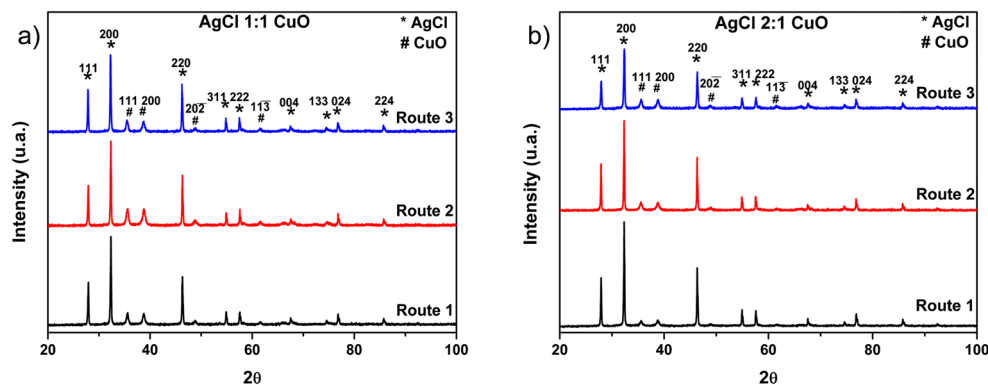 a)
AgCl 1:1 CuO
* AgCl
# CuO
200
*
111
*
220
*
111 200
# #
202̅
#
311 222
* *
113̅
#
004
*
133 024
* *
224
*
Route 3
Route 2
Route 1
Intensity (u.a.)
20 40 60 80 100
2θ
b)
AgCl 2:1 CuO
* AgCl
# CuO
200
*
111
*
220
*
111 200
# #
202̅
#
311 222
* *
113̅
#
004
*
133 024
* *
224
*
Route 3
Route 2
Route 1
Intensity (u.a.)
20 40 60 80 100
2θ